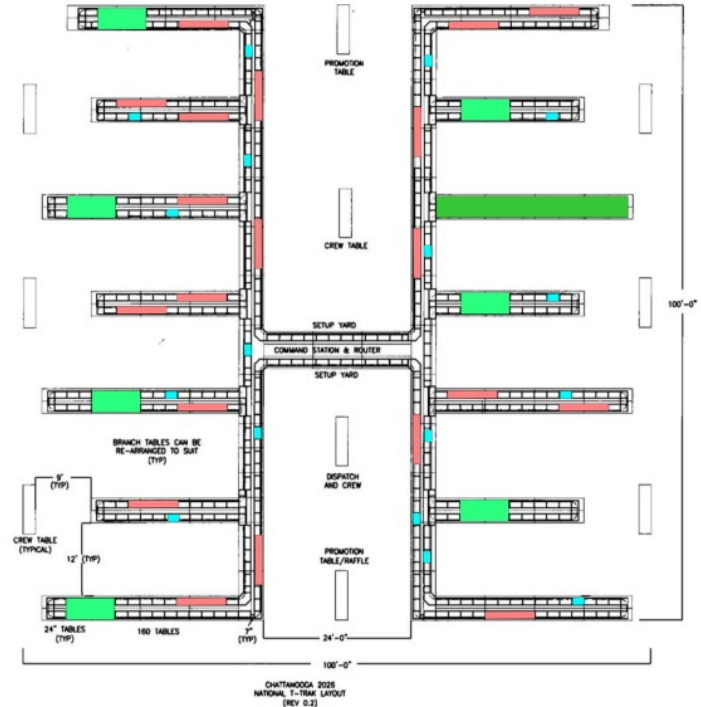 PROMOTION
TABLE
CREW TABLE
100'-0"
SETUP YARD
COMMAND STATION & ROUTER
SETUP YARD
BRANCH TABLES CAN BE
RE-ARRANGED TO SUIT
(TYP)
9'
(TYP)
DISPATCH
AND CREW
CREW TABLE
(TYPICAL)
12' (TYP)
PROMOTION
TABLE/RAFFLE
24" TABLES
(TYP)
160 TABLES
7"
(TYP)
24'-0"
100'-0"
CHATTANOOGA 2026
NATIONAL T-TRAK LAYOUT
(REV 0.2)